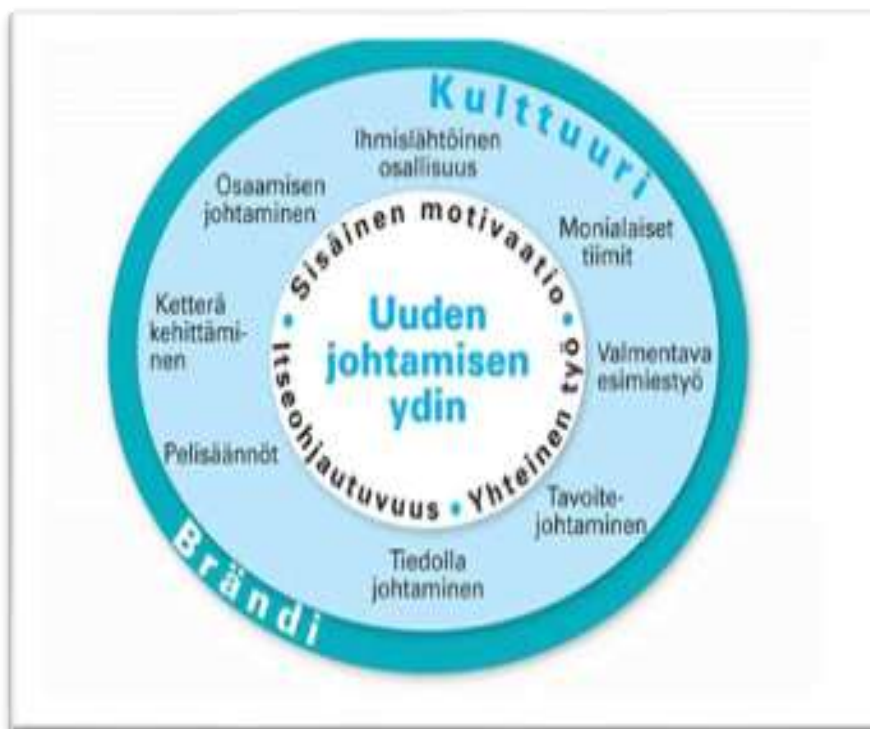 Kulttuuri
Ihmislähtöinen
osallisuus
Monialaiset
tiimit
Valmentava
esimiestyö
Tavoite-
johtaminen
Tiedolla
johtaminen
Pelisäännöt
Ketterä
kehittämi-
nen
Osaamisen
johtaminen
Sisäinen motivaatio •
Yhteinen työ •
Itseohjautuvuus •
Uuden
johtamisen
ydin
Brändi